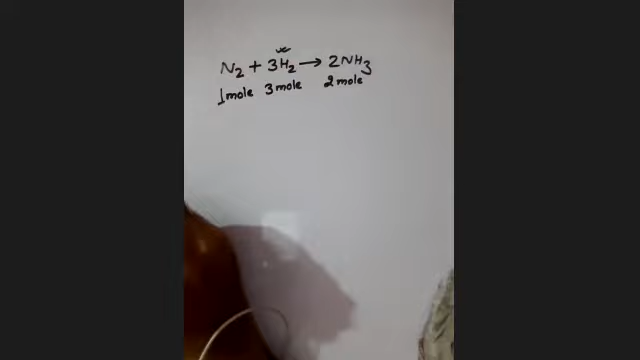 N₂ + 3H₂ → 2NH₃
1mole 3mole 2mole